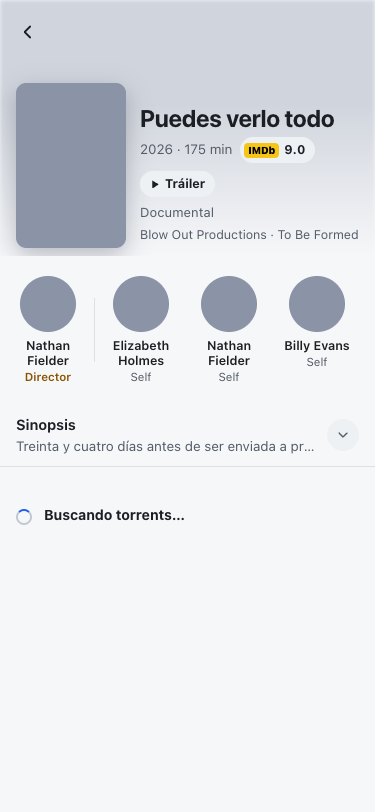 Puedes verlo todo
2026 · 175 min IMDb 9.0
Tráiler
Documental
Blow Out Productions · To Be Formed
Nathan
Fielder
Director
Elizabeth
Holmes
Self
Nathan
Fielder
Self
Billy Evans
Self
Sinopsis
Treinta y cuatro días antes de ser enviada a pr...
Buscando torrents...